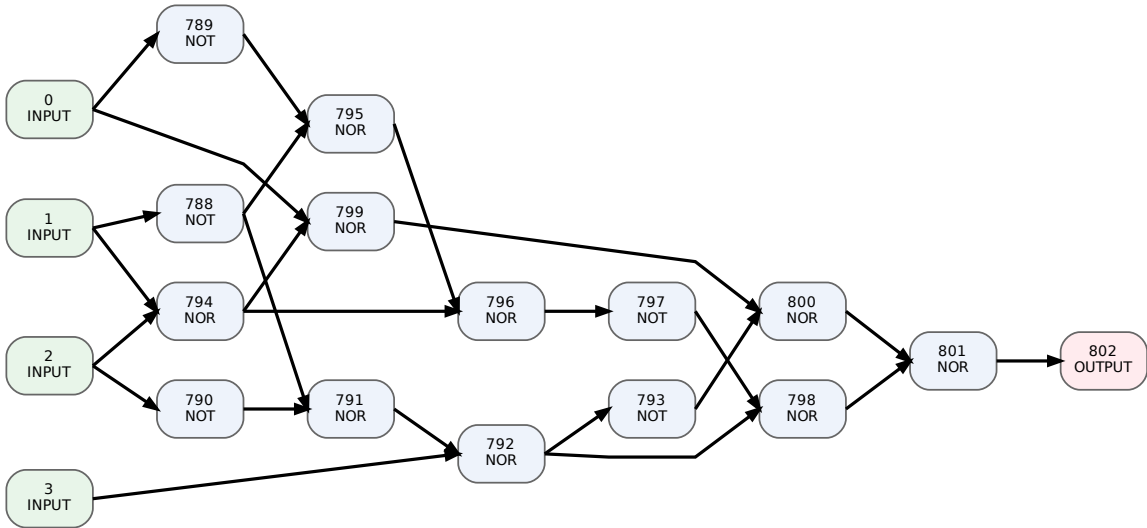 789
NOT
0
INPUT
795
NOR
788
NOT
799
NOR
1
INPUT
794
NOR
796
NOR
797
NOT
800
NOR
801
NOR
802
OUTPUT
2
INPUT
790
NOT
791
NOR
793
NOT
798
NOR
792
NOR
3
INPUT